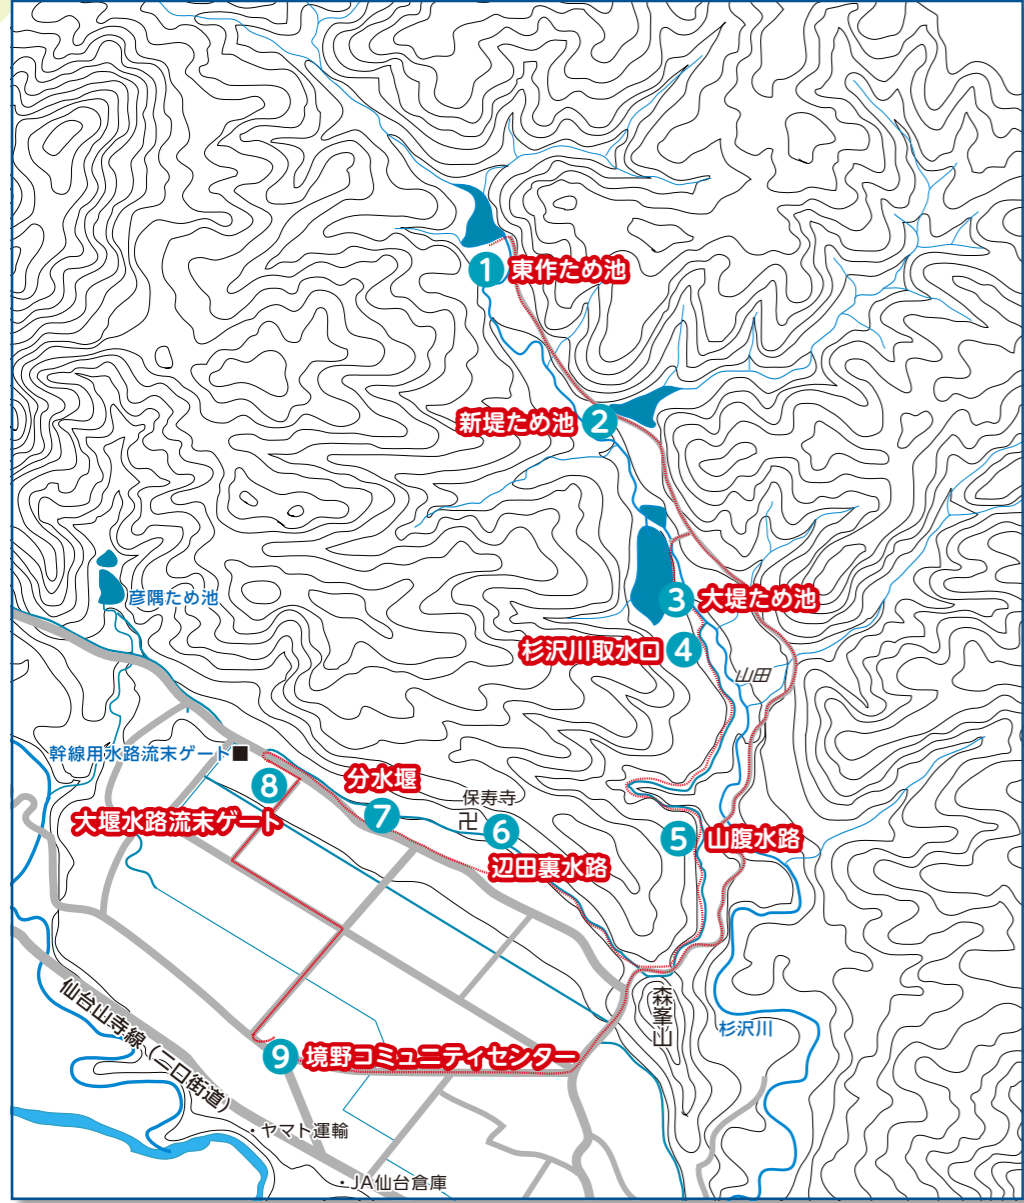 1 東作ため池
新堤ため池 2
彦隅ため池
3 大堤ため池
杉沢川取水口 4
山田
幹線用水路流末ゲート■
8
大堰水路流末ゲート
分水堰
7
保寿寺
卍 6
辺田裏水路
5 山腹水路
森峯山
杉沢川
仙台山寺線(二口街道)
9 境野コミュニティセンター
・ヤマト運輸
・JA仙台倉庫